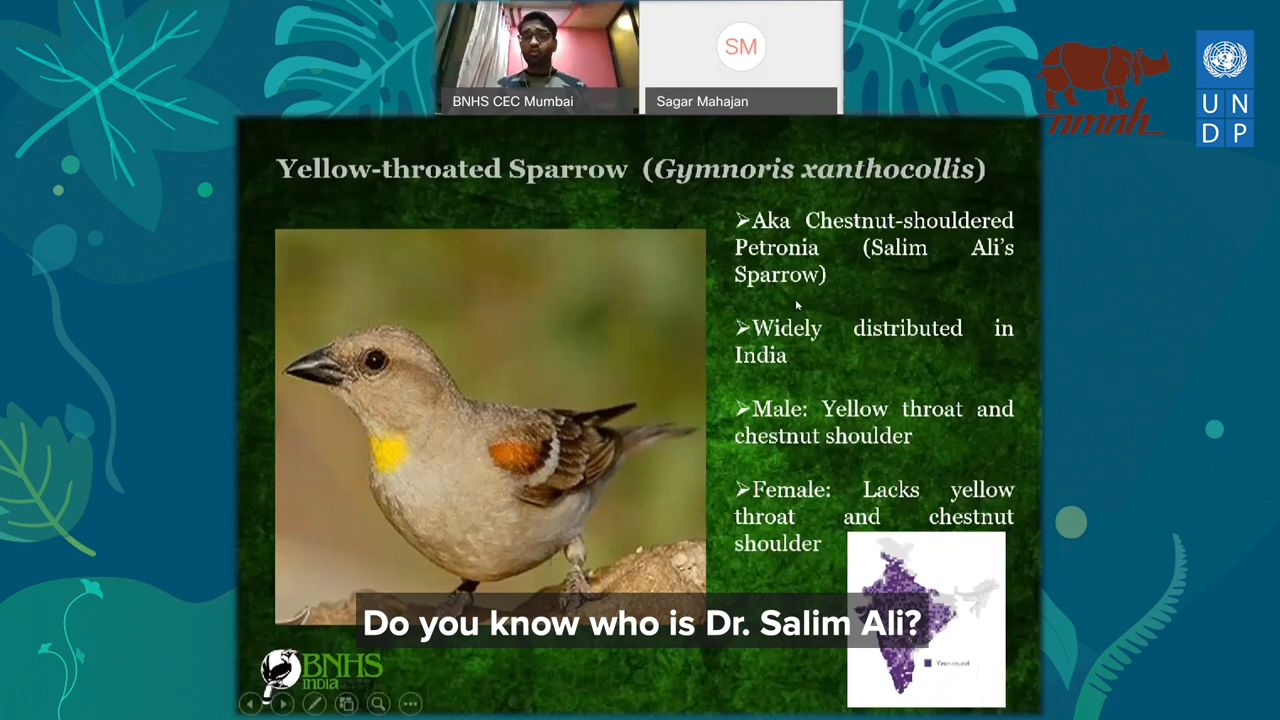 SM
BNHS CEC Mumbai
Sagar Mahajan
nmnh
U N
D P
Yellow-throated Sparrow (Gymnoris xanthocollis)
➢Aka Chestnut-shouldered
Petronia (Salim Ali's
Sparrow)
➢Widely distributed in
India
➢Male: Yellow throat and
chestnut shoulder
➢Female: Lacks yellow
throat and chestnut
shoulder
Year-round
Do you know who is Dr. Salim Ali?
BNHS
INDIA